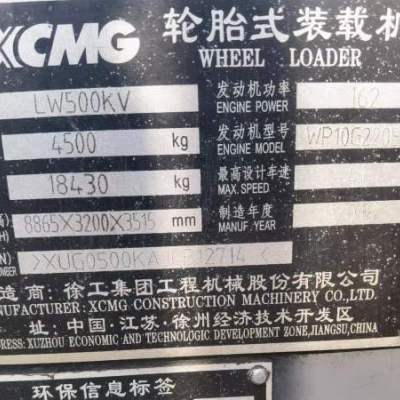 XCMG 轮胎式装载机
WHEEL LOADER
LW500KV
发动机功率
ENGINE POWER
162
4500 kg
发动机型号
ENGINE MODEL
18430 kg
最高设计车速
MAX. SPEED
8865X3200X3515 mm
制造年度
MANUF. YEAR
造商：徐工集团工程机械股份有限公司
MANUFACTURER: XCMG CONSTRUCTION MACHINERY CO., LTD.
址：中国·江苏·徐州经济技术开发区
XUZHOU ECONOMIC AND TECHNOLOGIC DEVELOPMENT ZONE,JIANGSU,CHINA
环保信息标签